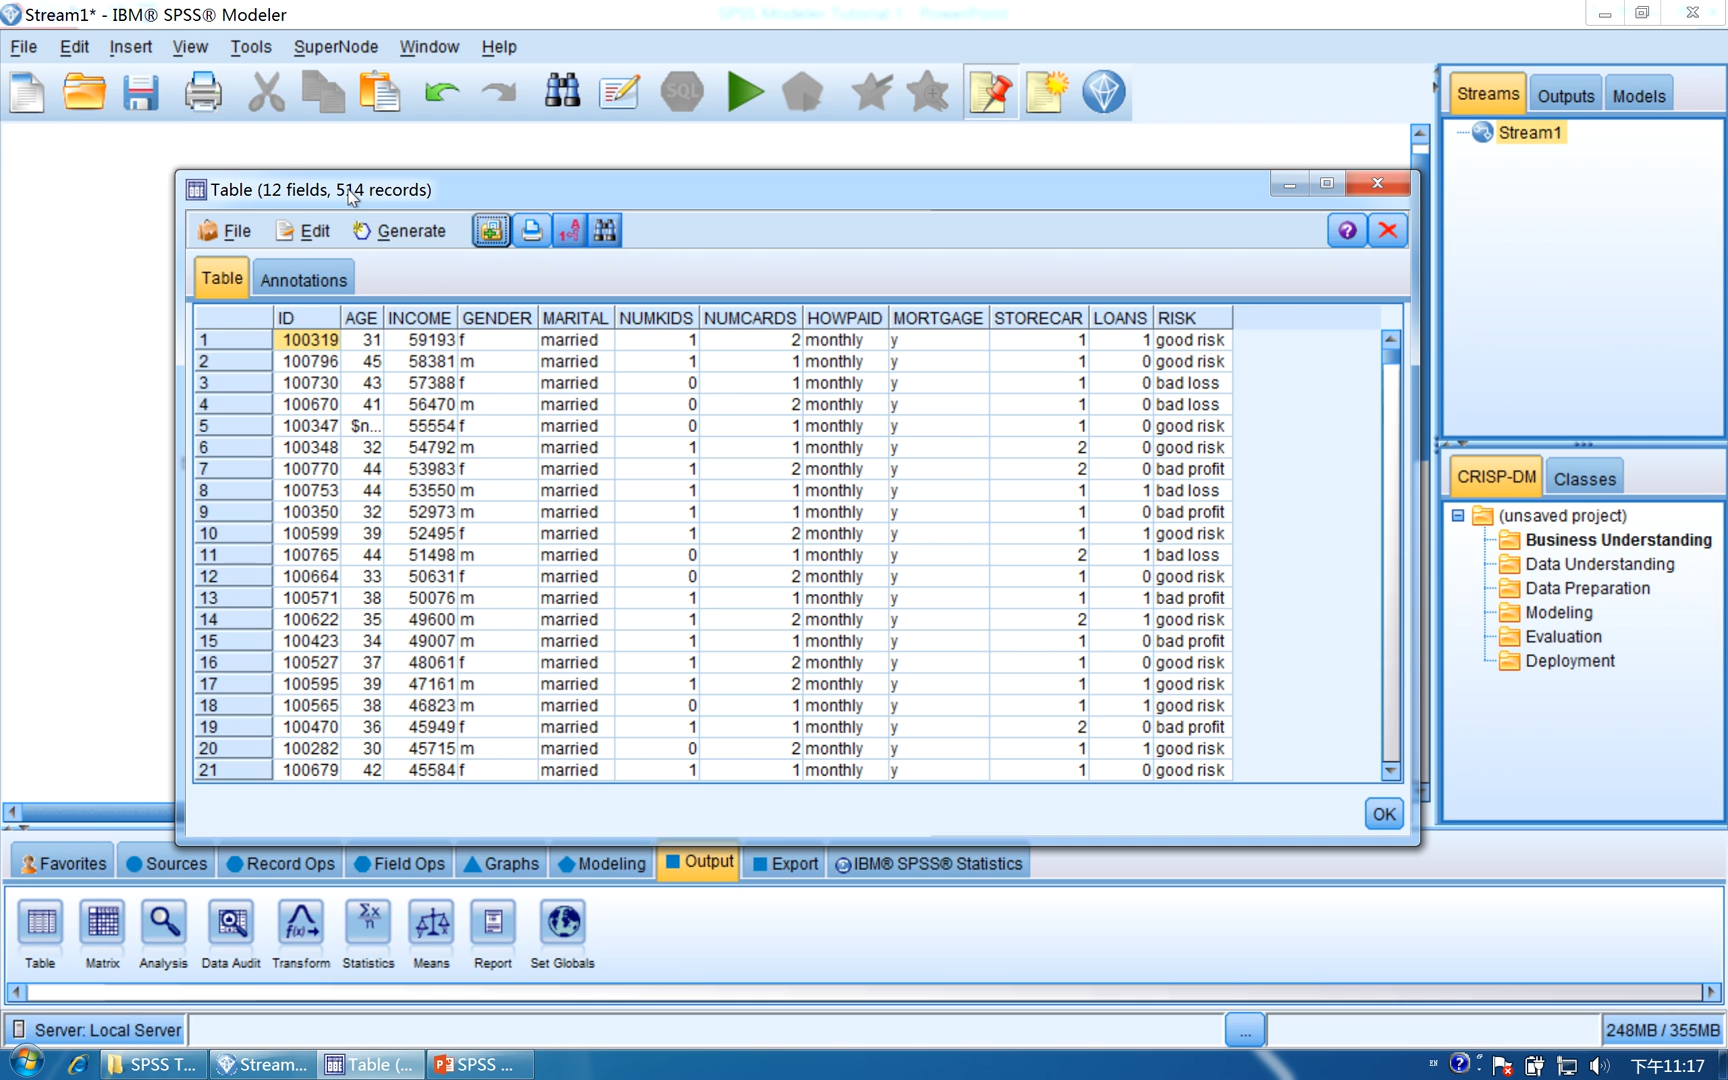 Stream1* - IBM® SPSS® Modeler
SPSS Modeler Tutorial 1 - PowerPoint
File Edit Insert View Tools SuperNode Window Help
SQL
Streams Outputs Models
Stream1
Table (12 fields, 514 records)
File Edit Generate
Table Annotations
ID AGE INCOME GENDER MARITAL NUMKIDS NUMCARDS HOWPAID MORTGAGE STORECAR LOANS RISK
1 100319 31 59193 f married 1 2 monthly y 1 1 good risk
2 100796 45 58381 m married 1 1 monthly y 1 0 good risk
3 100730 43 57388 f married 0 1 monthly y 1 0 bad loss
4 100670 41 56470 m married 0 2 monthly y 1 0 bad loss
5 100347 $n... 55554 f married 0 1 monthly y 1 0 good risk
6 100348 32 54792 m married 1 1 monthly y 2 0 good risk
7 100770 44 53983 f married 1 2 monthly y 2 0 bad profit
8 100753 44 53550 m married 1 1 monthly y 1 1 bad loss
9 100350 32 52973 m married 1 1 monthly y 1 0 bad profit
10 100599 39 52495 f married 1 2 monthly y 1 1 good risk
11 100765 44 51498 m married 0 1 monthly y 2 1 bad loss
12 100664 33 50631 f married 0 2 monthly y 1 0 good risk
13 100571 38 50076 m married 1 1 monthly y 1 1 bad profit
14 100622 35 49600 m married 1 2 monthly y 2 1 good risk
15 100423 34 49007 m married 1 1 monthly y 1 0 bad profit
16 100527 37 48061 f married 1 2 monthly y 1 0 good risk
17 100595 39 47161 m married 1 2 monthly y 1 1 good risk
18 100565 38 46823 m married 0 1 monthly y 1 1 good risk
19 100470 36 45949 f married 1 1 monthly y 2 0 bad profit
20 100282 30 45715 m married 0 2 monthly y 1 1 good risk
21 100679 42 45584 f married 1 1 monthly y 1 0 good risk
OK
CRISP-DM Classes
(unsaved project)
Business Understanding
Data Understanding
Data Preparation
Modeling
Evaluation
Deployment
Favorites Sources Record Ops Field Ops Graphs Modeling Output Export IBM® SPSS® Statistics
Table Matrix Analysis Data Audit Transform Statistics Means Report Set Globals
Server: Local Server ... 248MB / 355MB
SPSS T... Stream... Table (... SPSS ... EN 下午11:17